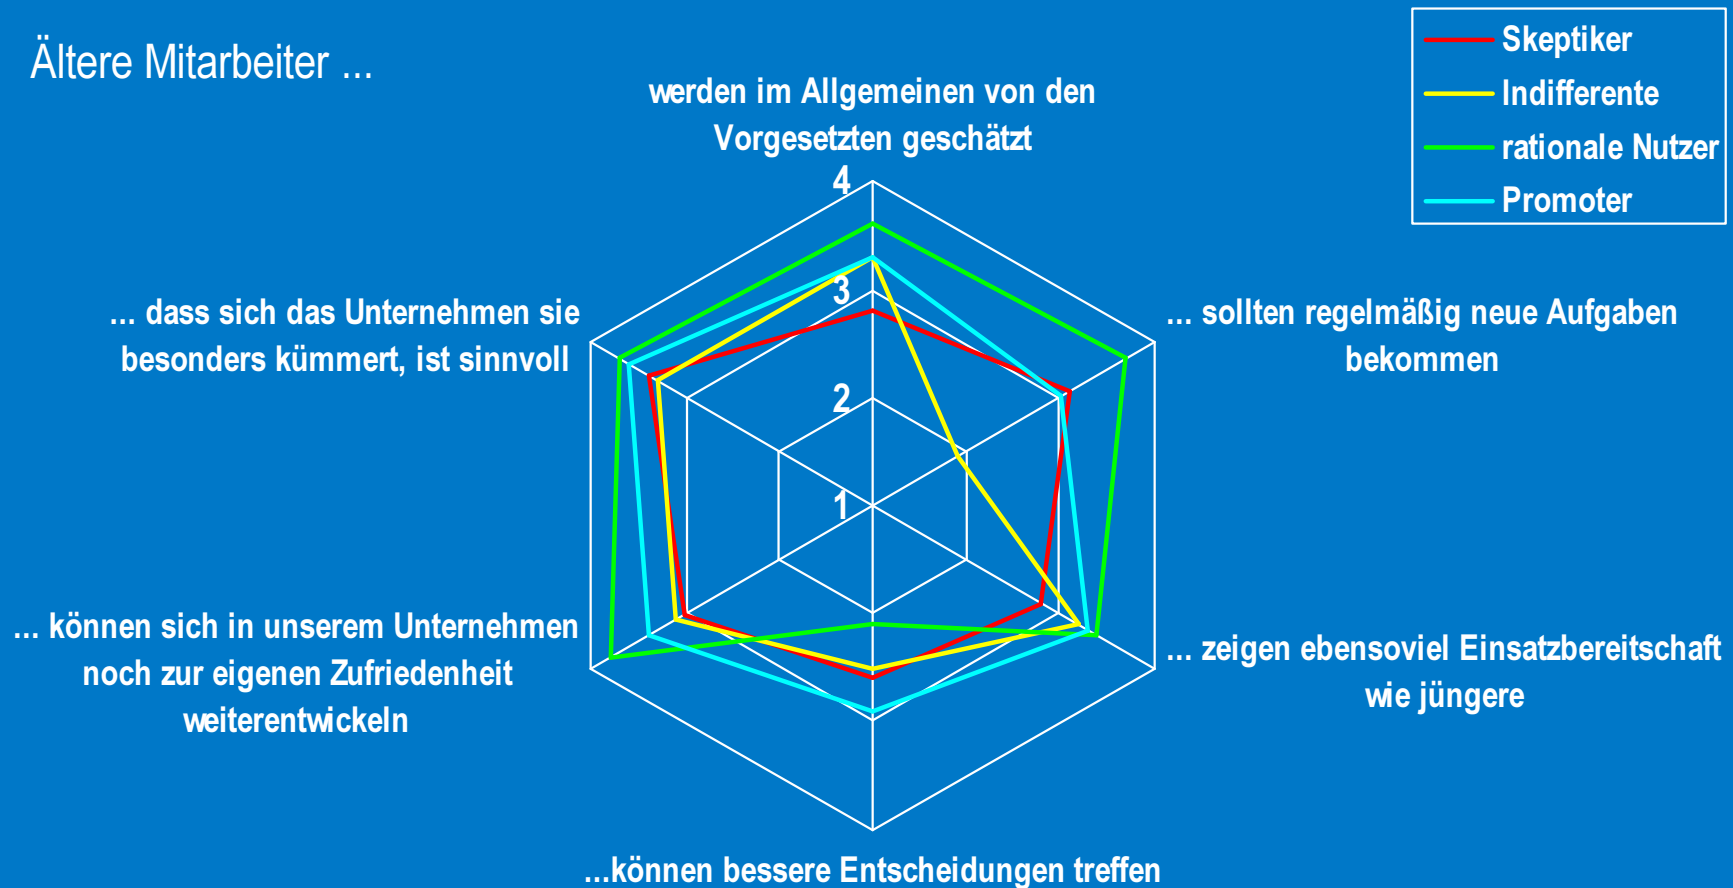 Ältere Mitarbeiter ...
Skeptiker
Indifferente
rationale Nutzer
Promoter
werden im Allgemeinen von den
Vorgesetzten geschätzt
4
3
2
1
... dass sich das Unternehmen sie
besonders kümmert, ist sinnvoll
... sollten regelmäßig neue Aufgaben
bekommen
... können sich in unserem Unternehmen
noch zur eigenen Zufriedenheit
weiterentwickeln
... zeigen ebensoviel Einsatzbereitschaft
wie jüngere
...können bessere Entscheidungen treffen